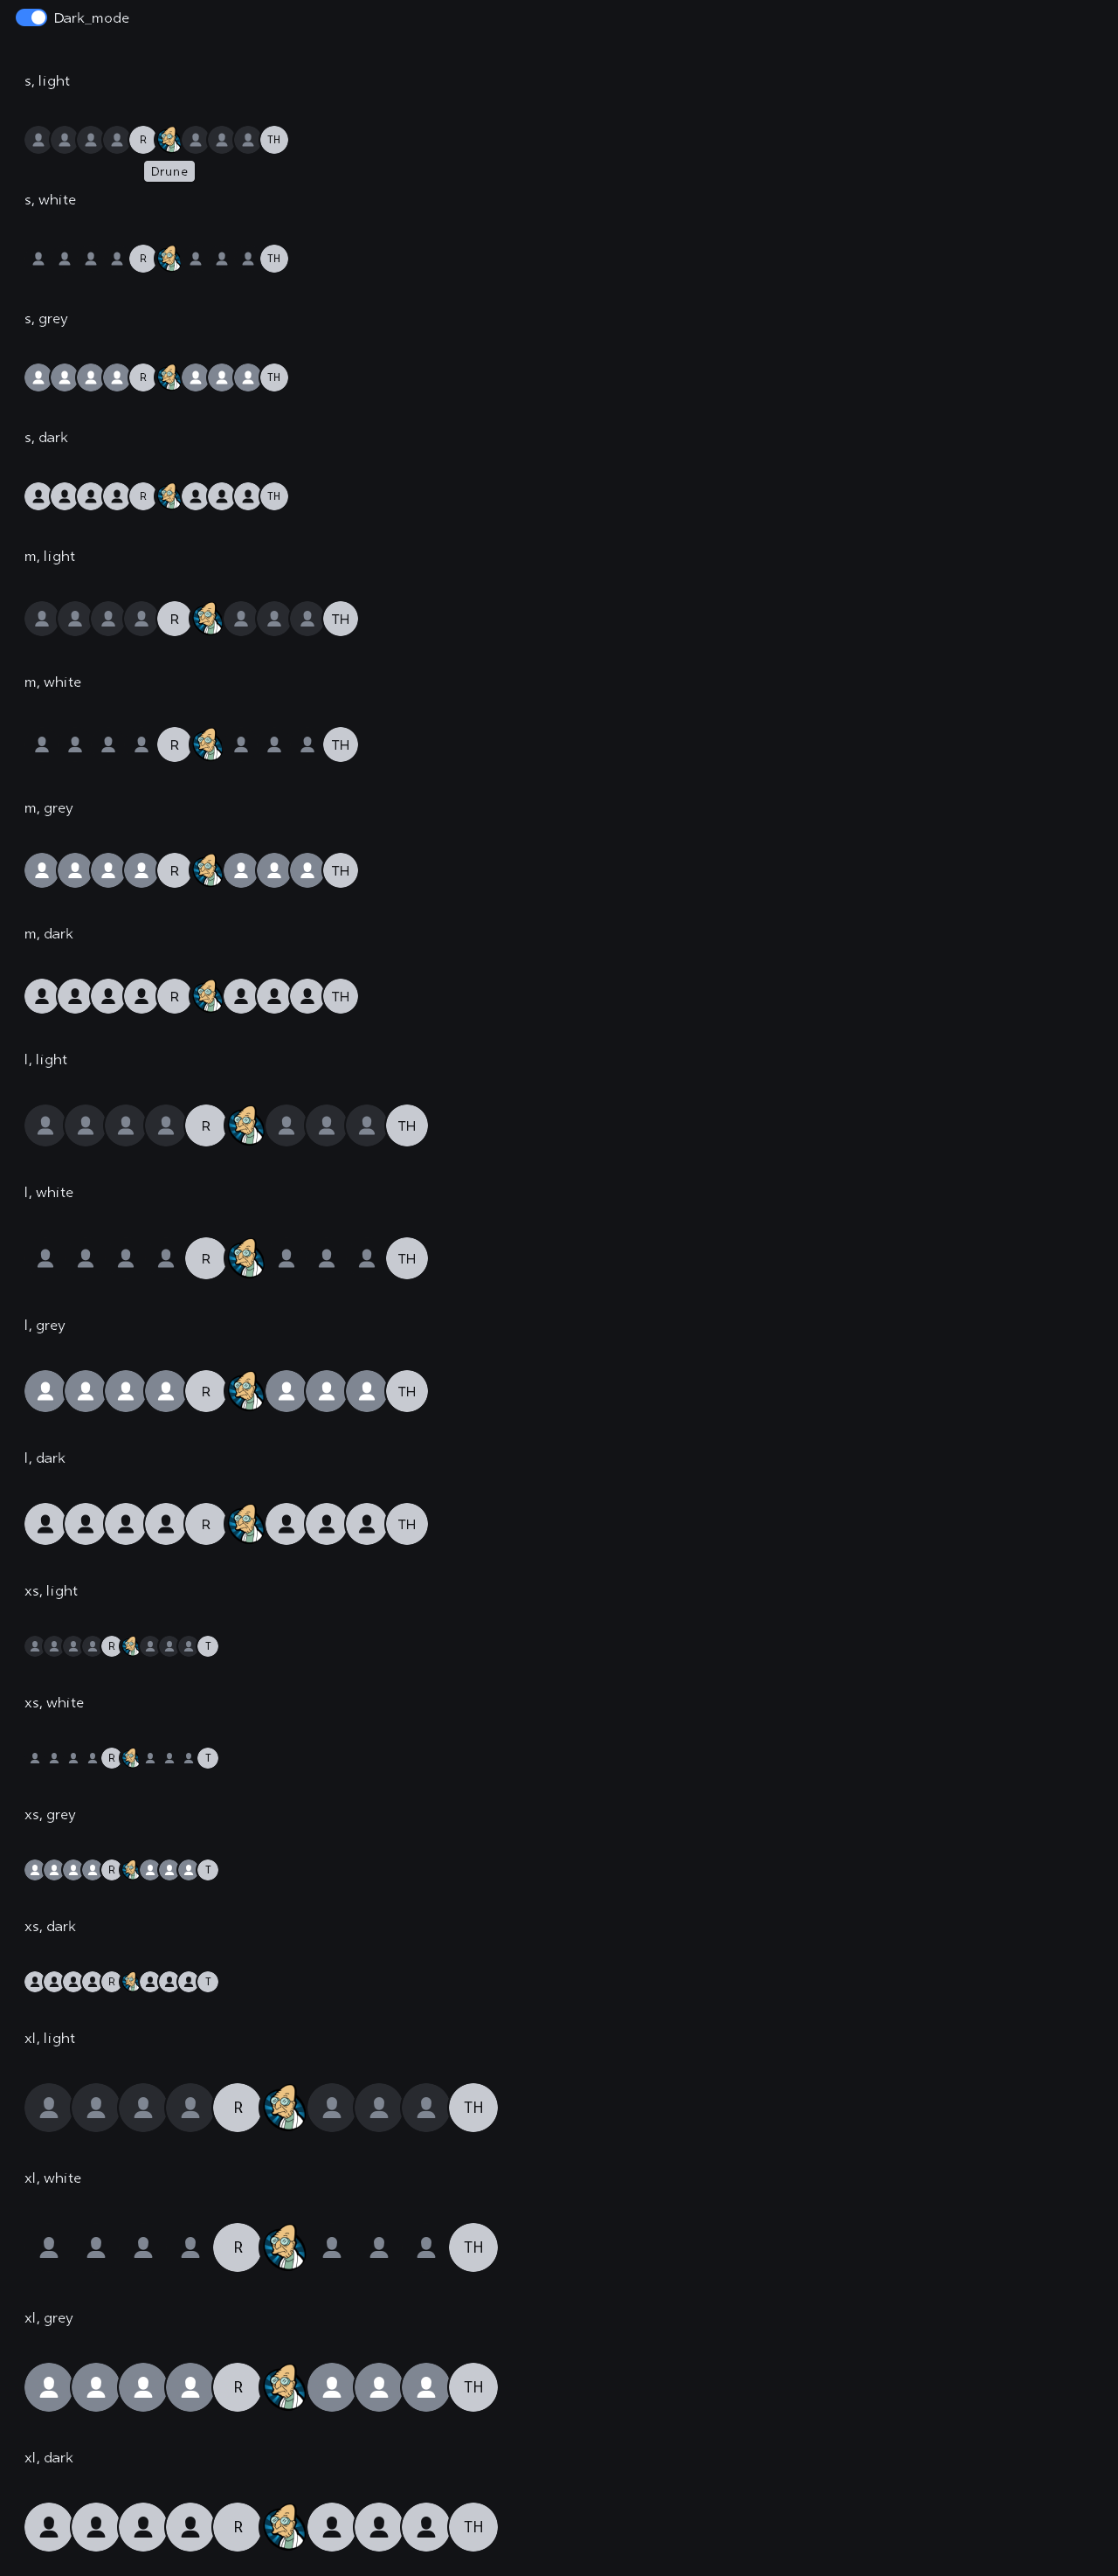 Dark_mode
s, light
R TH
Drune
s, white
R TH
s, grey
R TH
s, dark
R TH
m, light
R TH
m, white
R TH
m, grey
R TH
m, dark
R TH
l, light
R TH
l, white
R TH
l, grey
R TH
l, dark
R TH
xs, light
R T
xs, white
R T
xs, grey
R T
xs, dark
R T
xl, light
R TH
xl, white
R TH
xl, grey
R TH
xl, dark
R TH